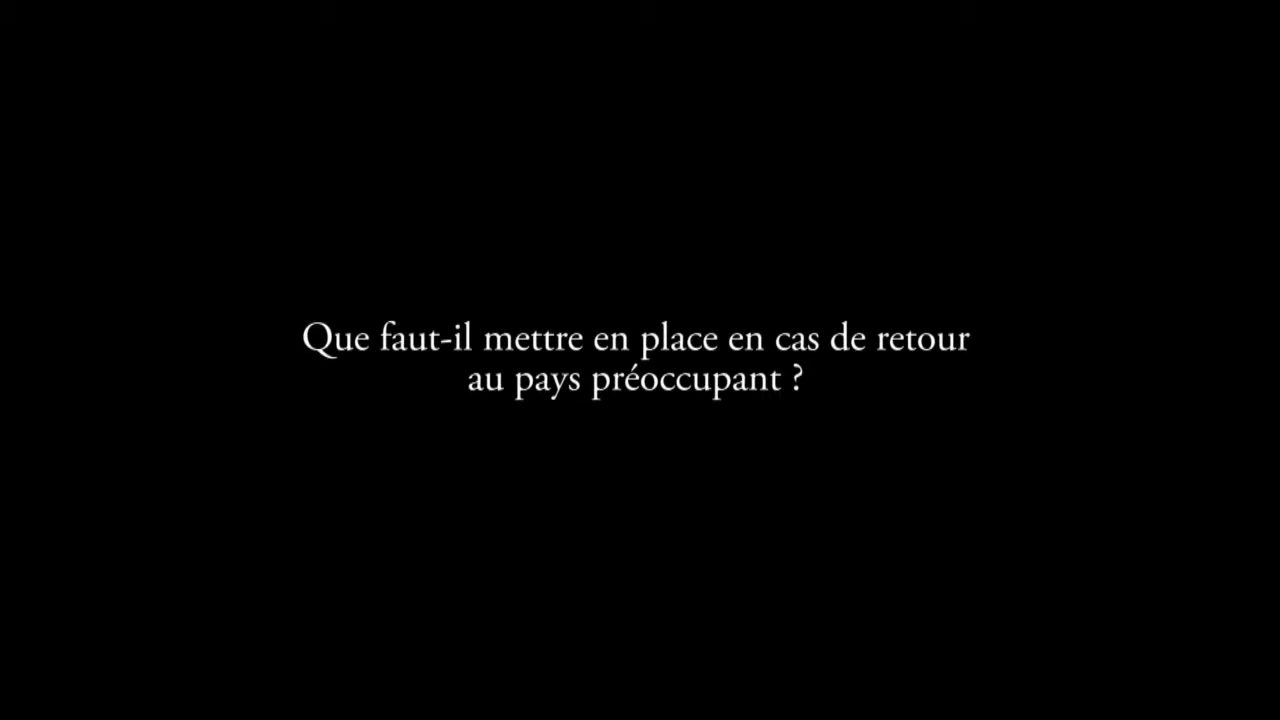 Que faut-il mettre en place en cas de retour
au pays préoccupant ?